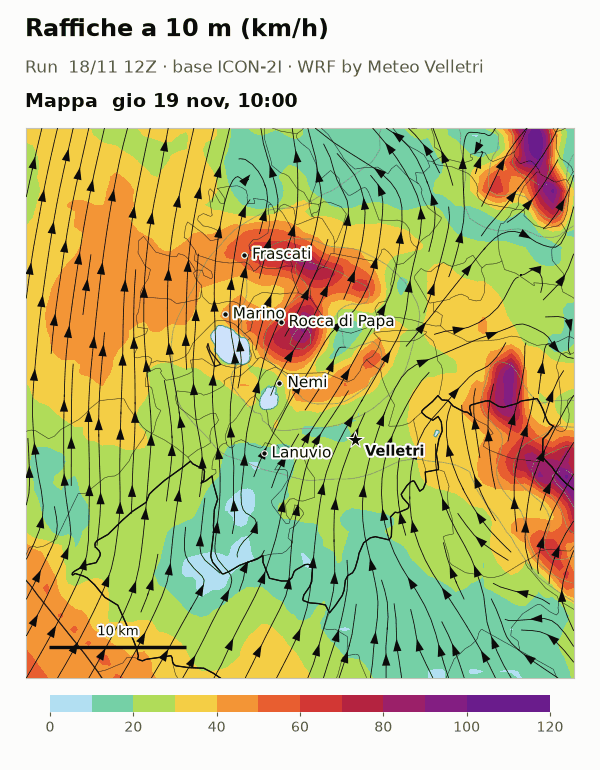 Raffiche a 10 m (km/h)
Run 18/11 12Z · base ICON-2I · WRF by Meteo Velletri
Mappa gio 19 nov, 10:00
Frascati
Marino
Rocca di Papa
Nemi
Lanuvio
Velletri
10 km
0 20 40 60 80 100 120